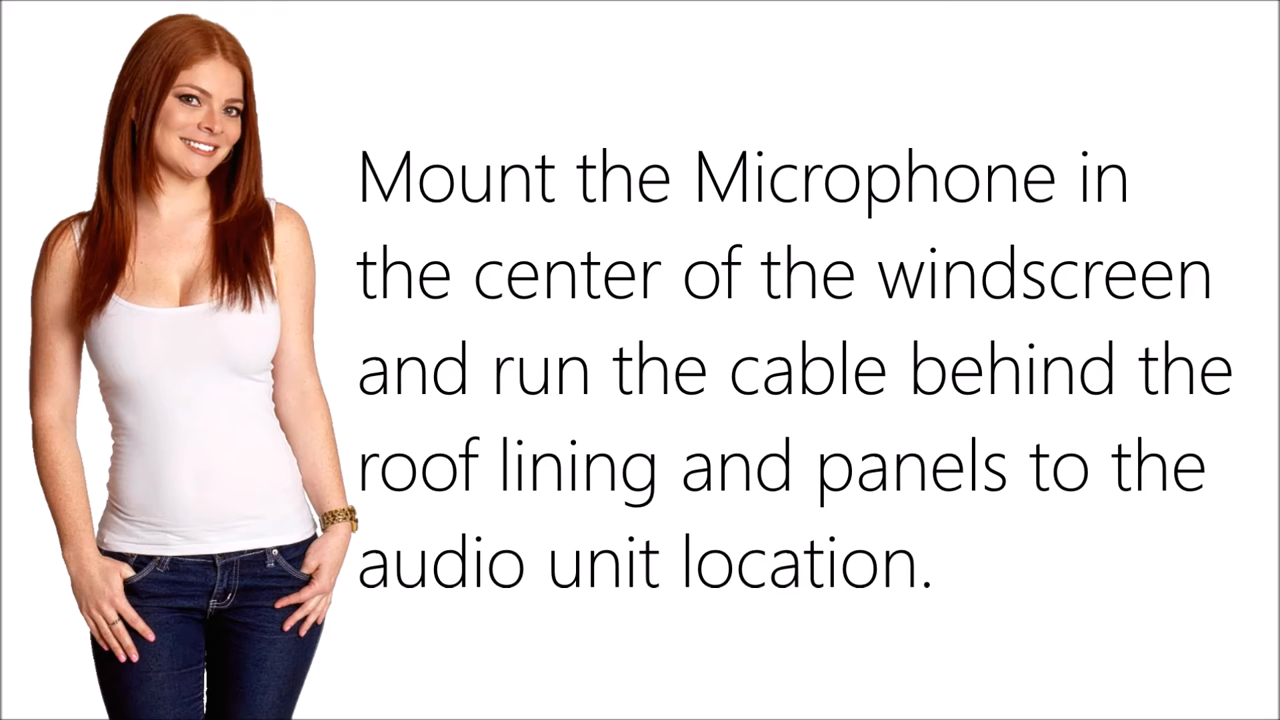 Mount the Microphone in
the center of the windscreen
and run the cable behind the
roof lining and panels to the
audio unit location.